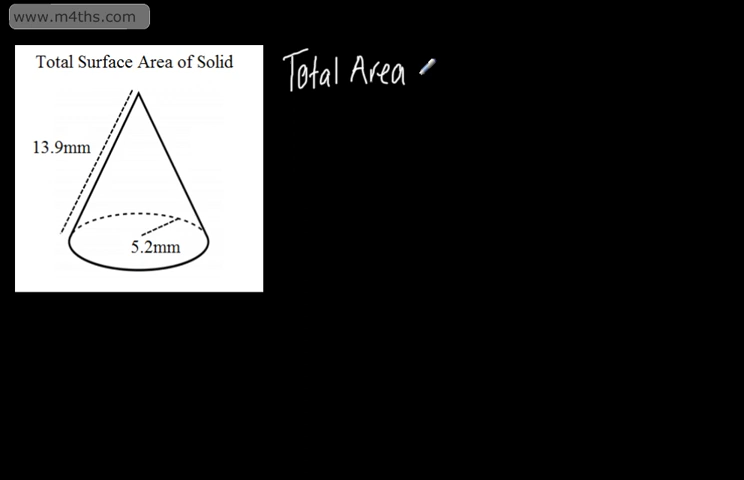 www.m4ths.com
Total Surface Area of Solid
Total Area
13.9mm
5.2mm